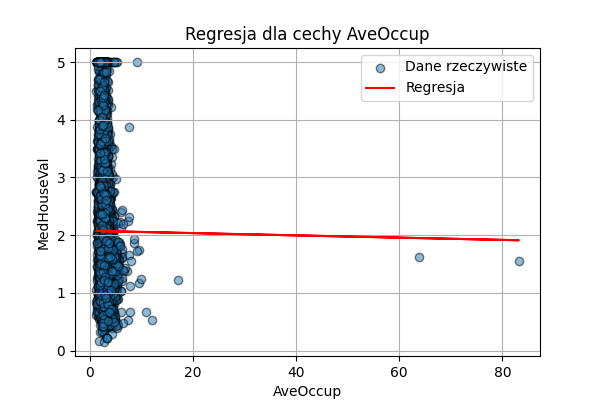 Regresja dla cechy AveOccup
Dane rzeczywiste
Regresja
MedHouseVal
5
4
3
2
1
0
0
20
40
60
80
AveOccup